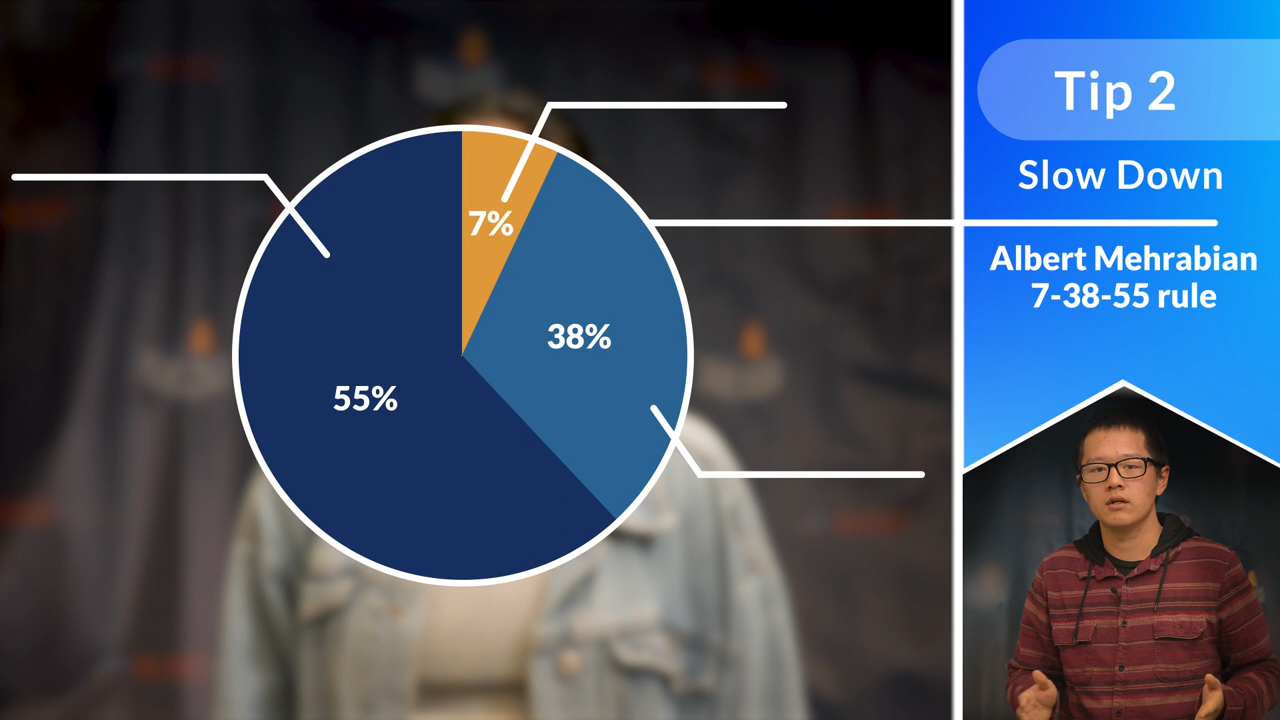 Tip 2
Slow Down
Albert Mehrabian
7-38-55 rule
7%
38%
55%